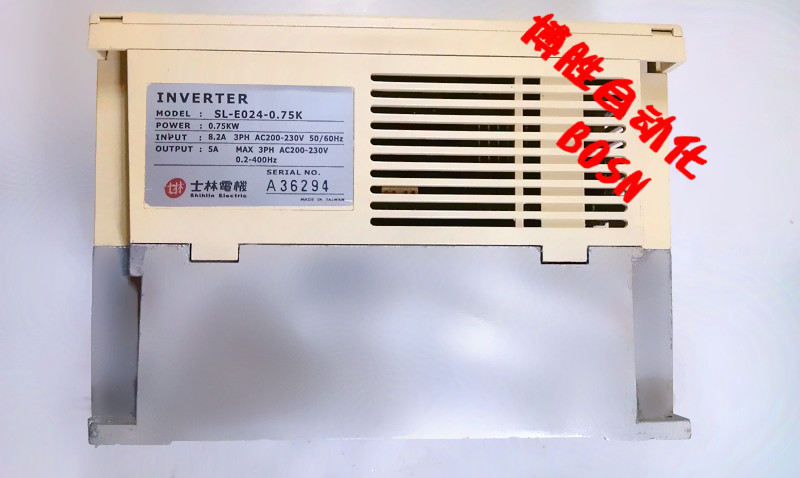 INVERTER
MODEL : SL-E024-0.75K
POWER : 0.75KW
INPUT : 8.2A 3PH AC200-230V 50/60Hz
OUTPUT : 5A MAX 3PH AC200-230V
0.2-400Hz
SERIAL NO.
A36294
士林 士林電機
Shihlin Electric
MADE IN TAIWAN
博胜自动化
BOSN